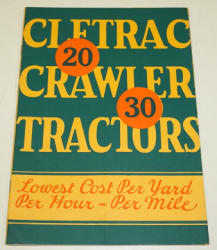 CLETRAC
20
CRAWLER
30
TRACTORS
Lowest Cost Per Yard
Per Hour ~ Per Mile